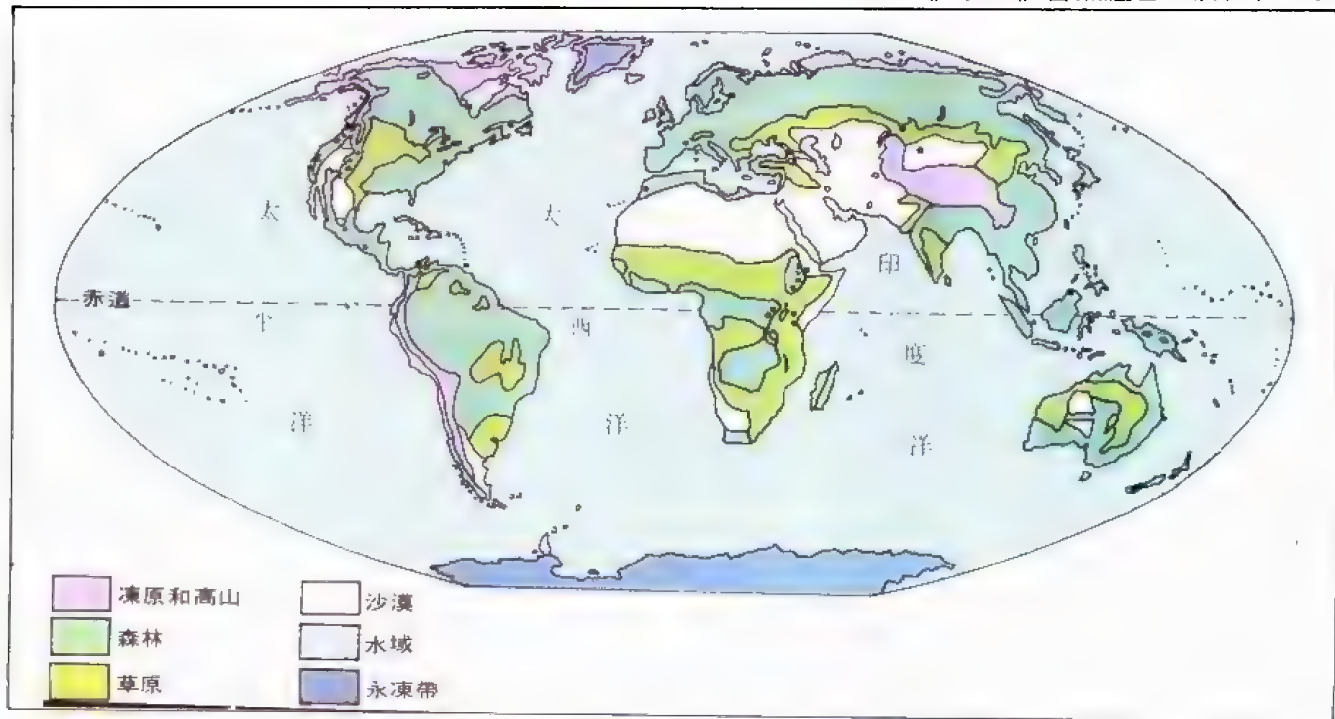 太
平
洋
大
西
洋
印
度
洋
赤道
凍原和高山
森林
草原
沙漠
水域
永凍帶